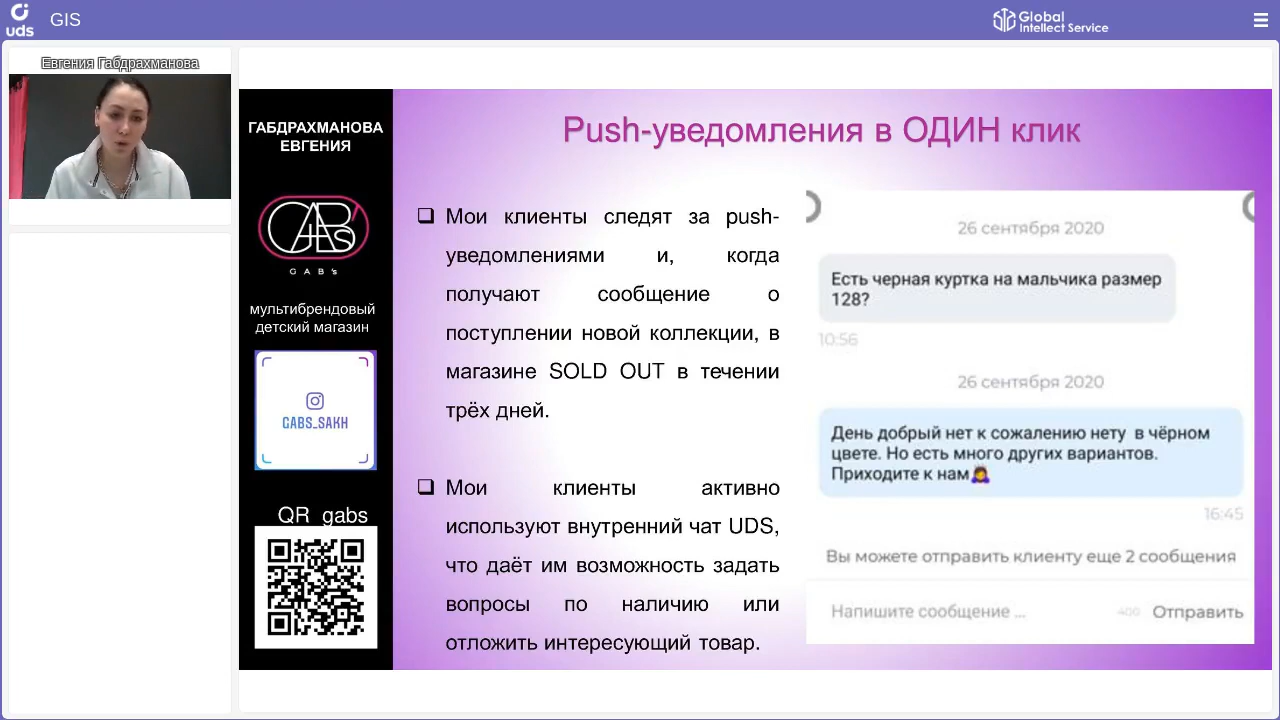 uds
GIS
Global
Intellect Service
Евгения Габдрахманова
ГАБДРАХМАНОВА
ЕВГЕНИЯ
GAB's
GAB's
мультибрендовый
детский магазин
GABS_SAKH
QR gabs
Push-уведомления в ОДИН клик
Мои клиенты следят за push-
уведомлениями и, когда
получают сообщение о
поступлении новой коллекции, в
магазине SOLD OUT в течении
трёх дней.
Мои клиенты активно
используют внутренний чат UDS,
что даёт им возможность задать
вопросы по наличию или
отложить интересующий товар.
26 сентября 2020
Есть черная куртка на мальчика размер
128?
10:56
26 сентября 2020
День добрый нет к сожалению нету в чёрном
цвете. Но есть много других вариантов.
Приходите к нам🙇‍♀️
16:45
Вы можете отправить клиенту еще 2 сообщения
Напишите сообщение ...
400
Отправить